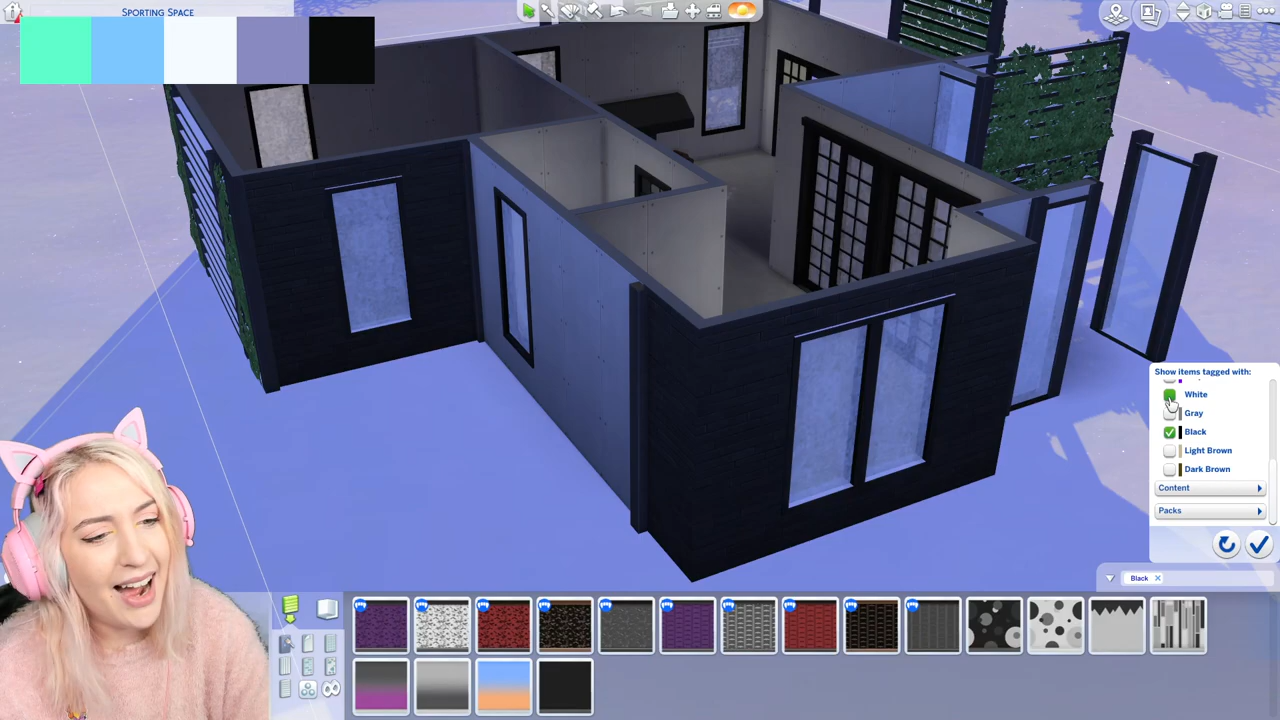 SPORTING SPACE
Show items tagged with:
White
Gray
Black
Light Brown
Dark Brown
Content
Packs
Black